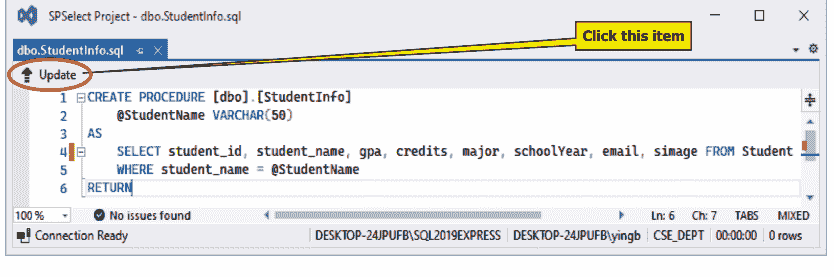 SPSelect Project - dbo.StudentInfo.sql
dbo.StudentInfo.sql
Click this item
Update
1 CREATE PROCEDURE [dbo].[StudentInfo]
2 @StudentName VARCHAR(50)
3 AS
4 SELECT student_id, student_name, gpa, credits, major, schoolYear, email, simage FROM Student
5 WHERE student_name = @StudentName
6 RETURN
100 % No issues found Ln: 6 Ch: 7 TABS MIXED
Connection Ready DESKTOP-24JPUFB\SQL2019EXPRESS DESKTOP-24JPUFB\yingb CSE_DEPT 00:00:00 0 rows